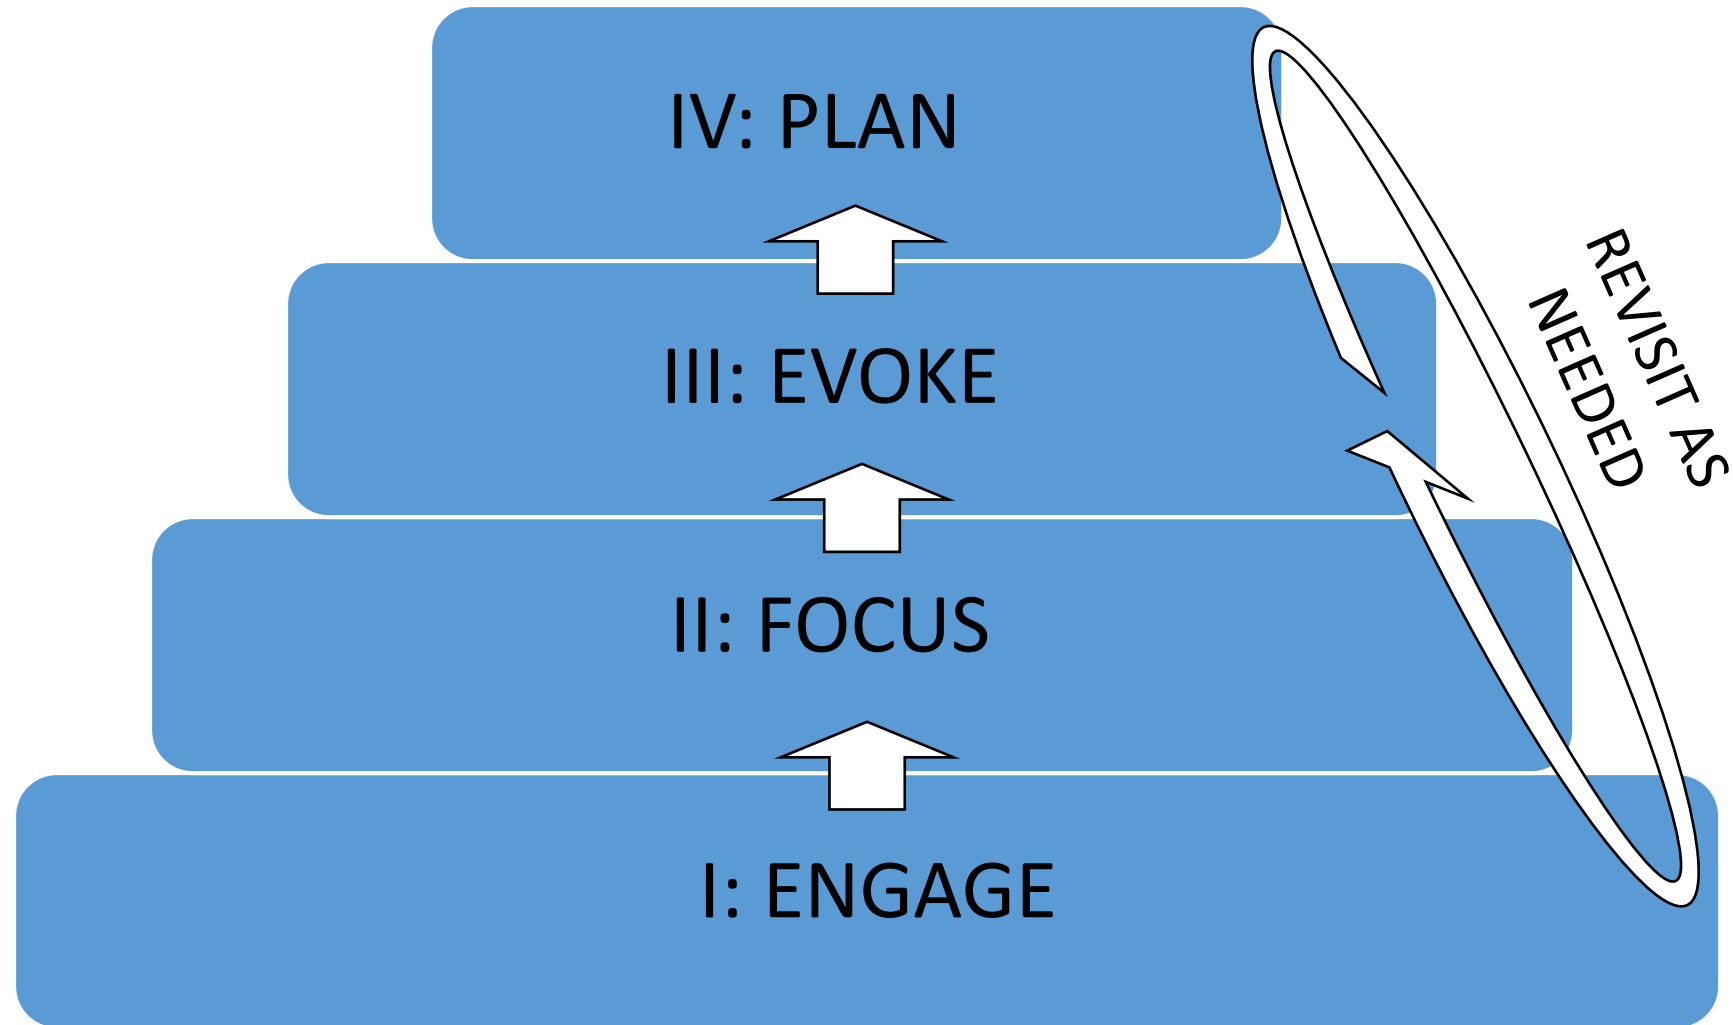 IV: PLAN
III: EVOKE
II: FOCUS
I: ENGAGE
REVISIT AS
NEEDED